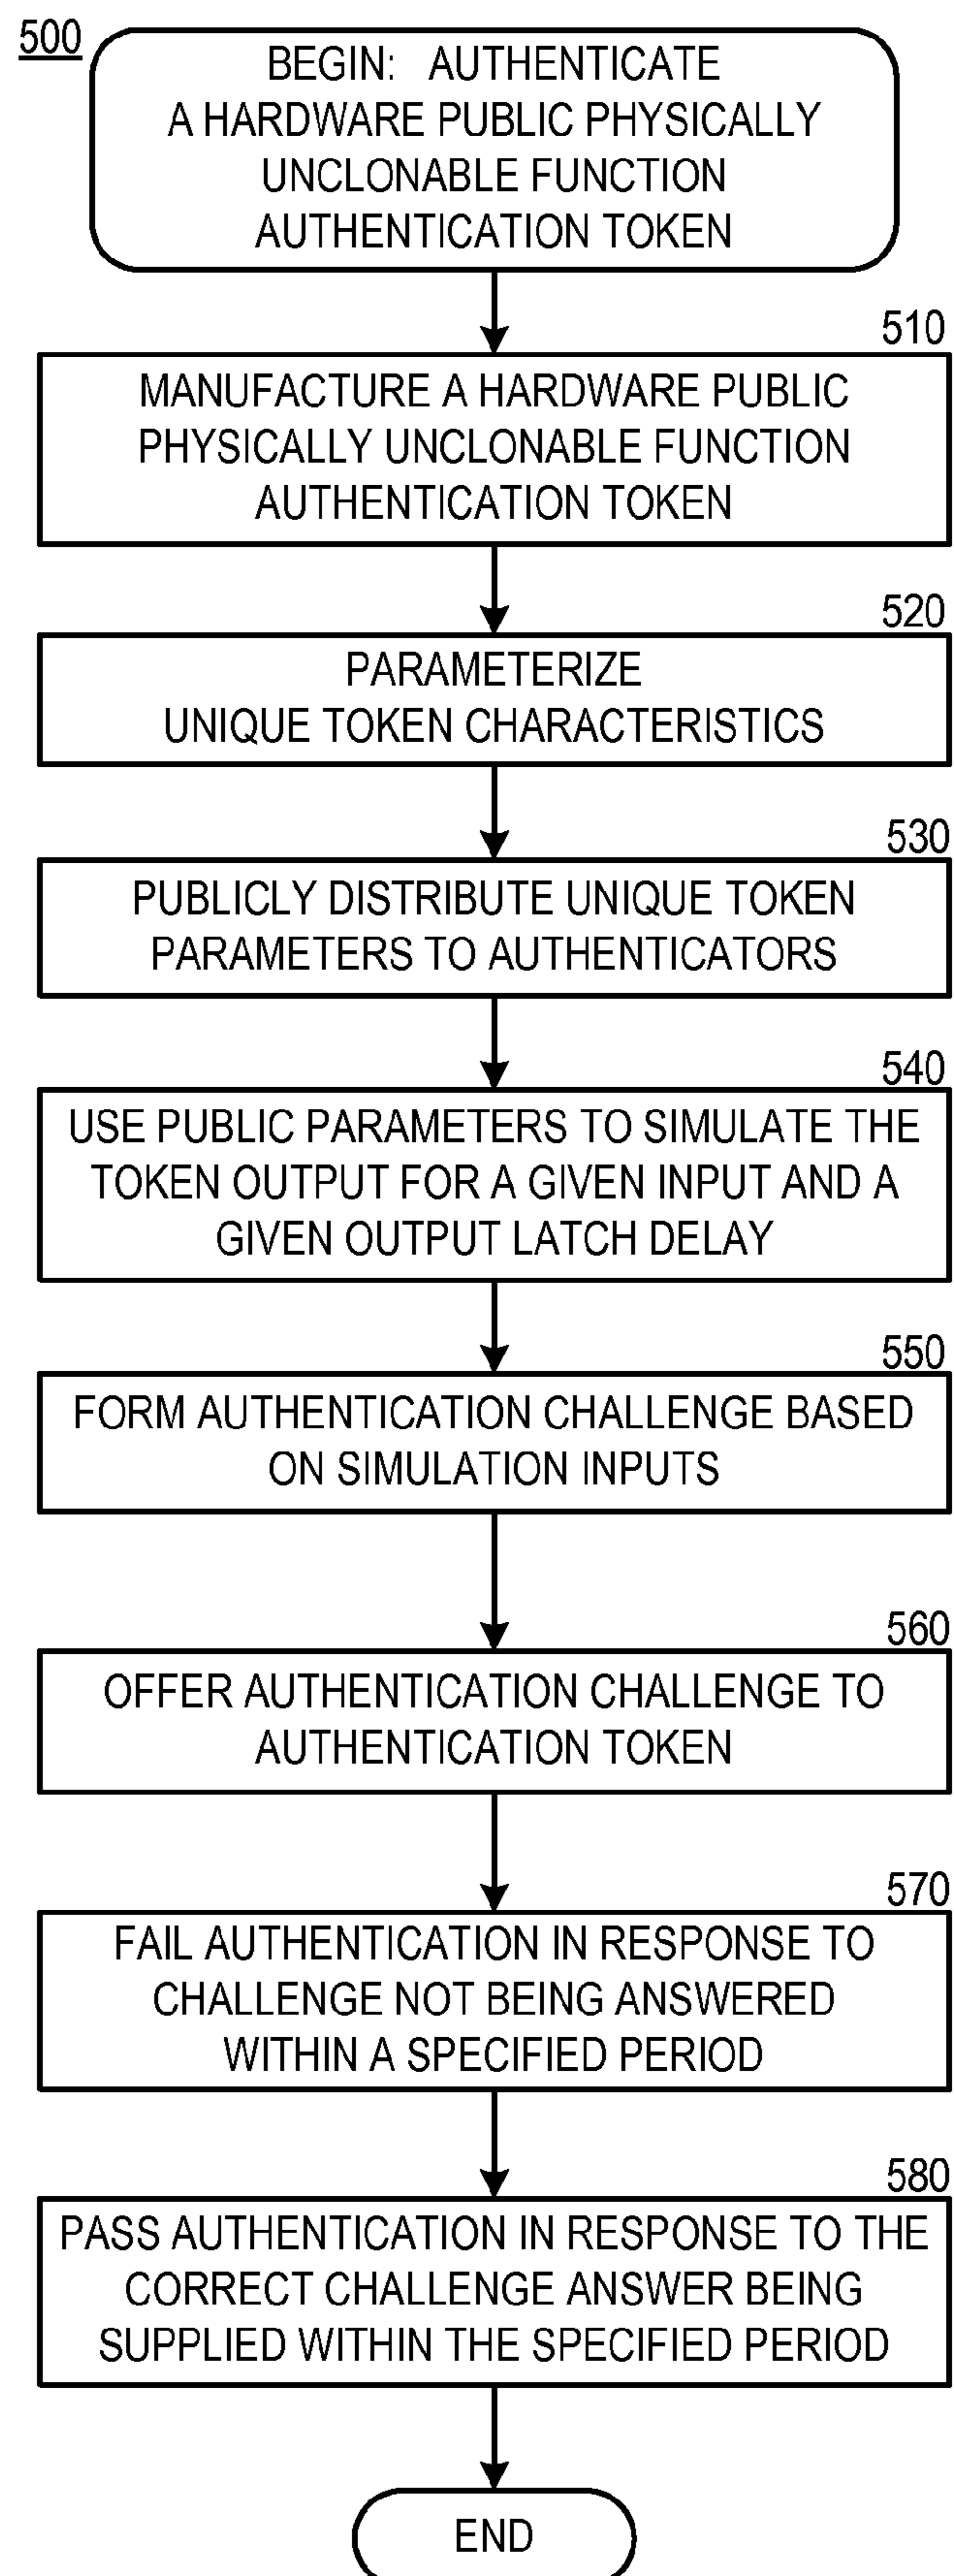 500
BEGIN: AUTHENTICATE
A HARDWARE PUBLIC PHYSICALLY
UNCLONABLE FUNCTION
AUTHENTICATION TOKEN
510
MANUFACTURE A HARDWARE PUBLIC
PHYSICALLY UNCLONABLE FUNCTION
AUTHENTICATION TOKEN
520
PARAMETERIZE
UNIQUE TOKEN CHARACTERISTICS
530
PUBLICLY DISTRIBUTE UNIQUE TOKEN
PARAMETERS TO AUTHENTICATORS
540
USE PUBLIC PARAMETERS TO SIMULATE THE
TOKEN OUTPUT FOR A GIVEN INPUT AND A
GIVEN OUTPUT LATCH DELAY
550
FORM AUTHENTICATION CHALLENGE BASED
ON SIMULATION INPUTS
560
OFFER AUTHENTICATION CHALLENGE TO
AUTHENTICATION TOKEN
570
FAIL AUTHENTICATION IN RESPONSE TO
CHALLENGE NOT BEING ANSWERED
WITHIN A SPECIFIED PERIOD
580
PASS AUTHENTICATION IN RESPONSE TO THE
CORRECT CHALLENGE ANSWER BEING
SUPPLIED WITHIN THE SPECIFIED PERIOD
END